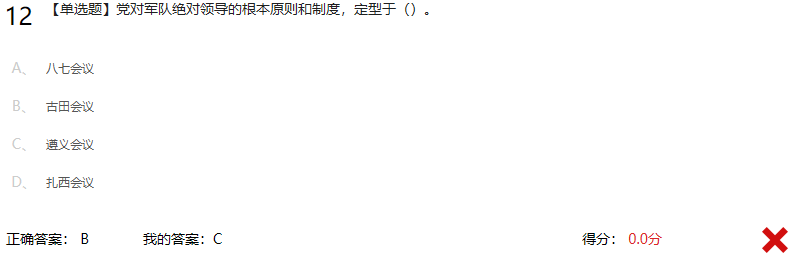 12 【单选题】党对军队绝对领导的根本原则和制度，定型于（）。
A、 八七会议
B、 古田会议
C、 遵义会议
D、 扎西会议
正确答案： B 我的答案：C 得分： 0.0分